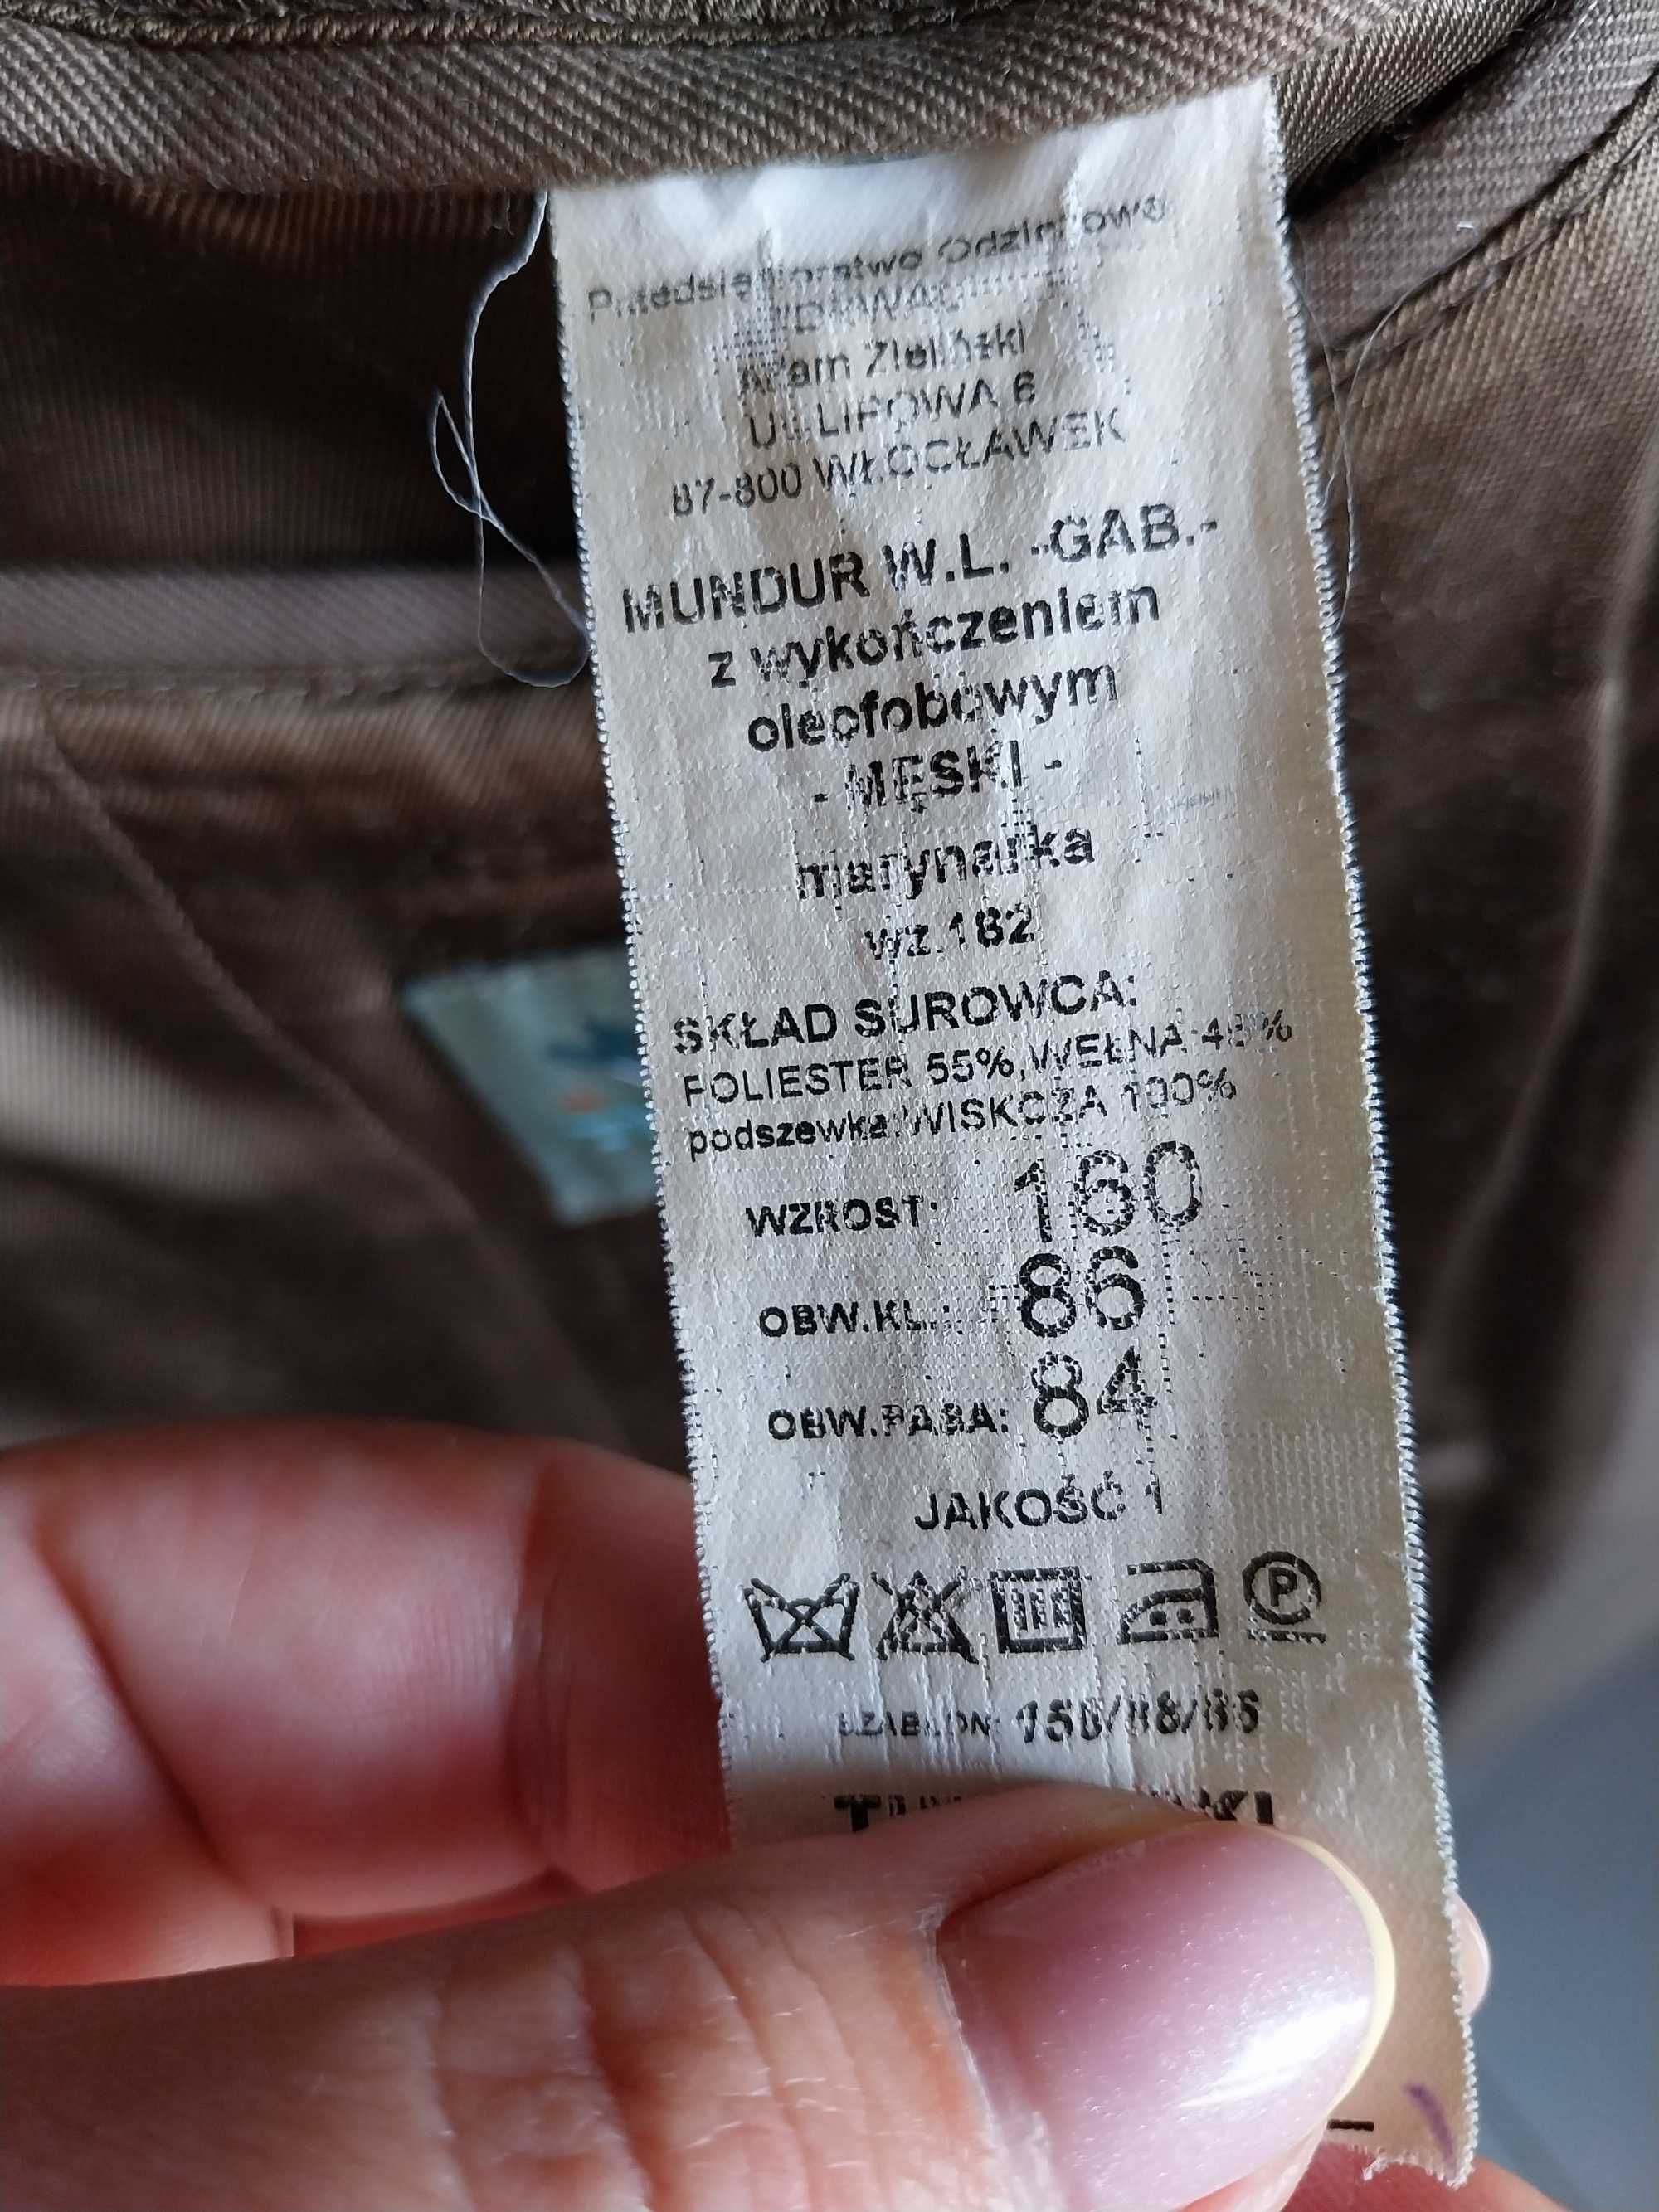 Przedsiębiorstwo Odzieżowe
Adam Zieliński
UL.LIPOWA 6
87-800 WŁOCŁAWEK
MUNDUR W.L. -GAB.-
z wykończeniem
oleofobowym
- MĘSKI -
marynarka
wz.182
SKŁAD SUROWCA:
POLIESTER 55%,WEŁNA 45%
podszewka:WISKOZA 100%
WZROST: 160
OBW.KL.: 86
OBW.PASA: 84
JAKOŚĆ 1
P
SZABLON: